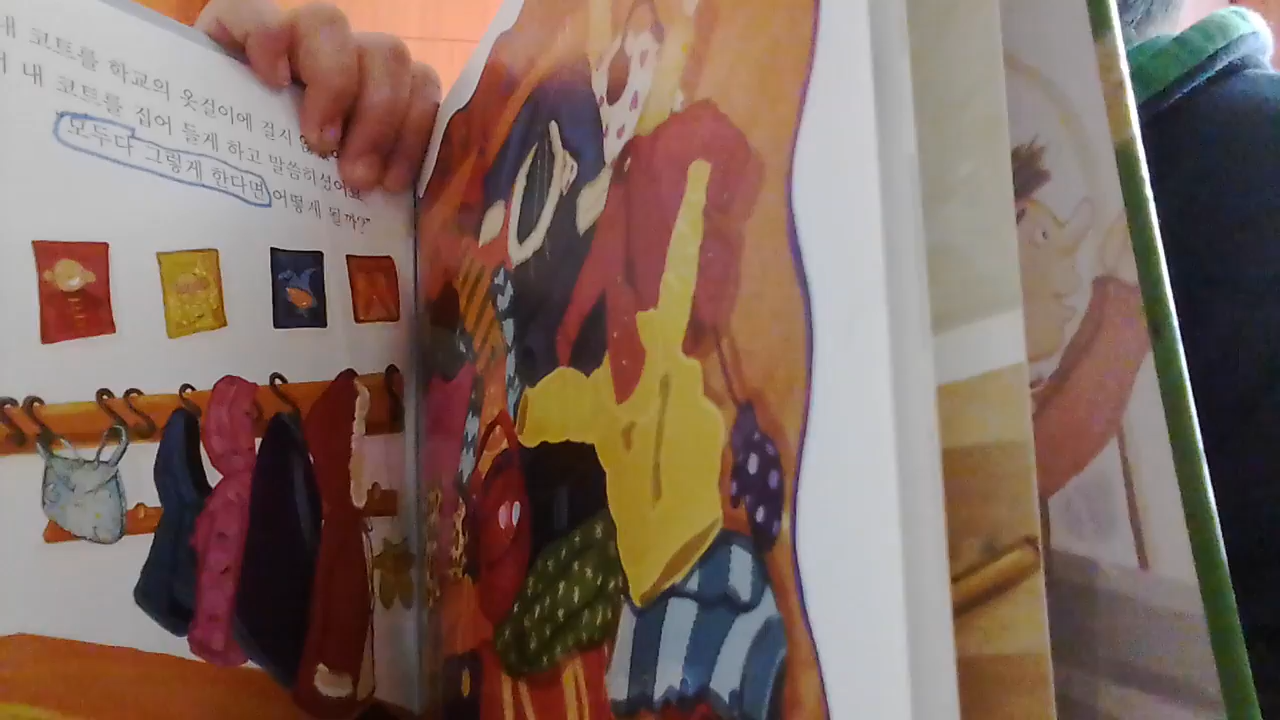 내 코트를 학교의 옷걸이에 걸지
내 코트를 집어 들게 하고 말씀하셨어요
모두다 그렇게 한다면 어떻게 될까?"